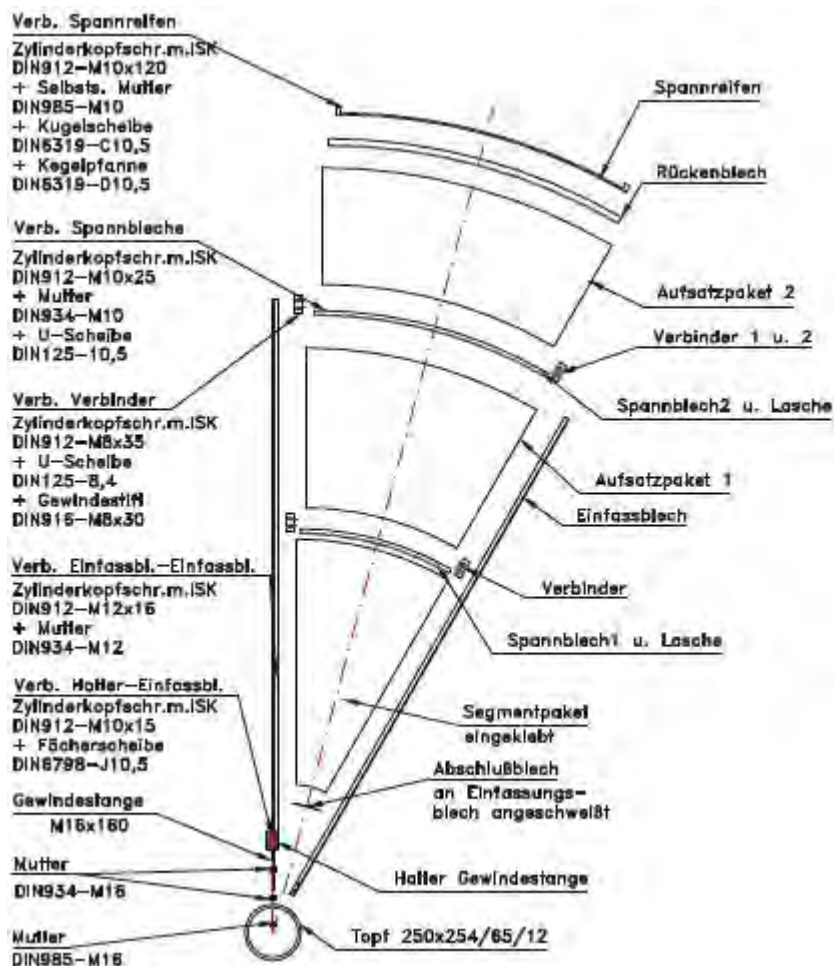 Verb. Spannreifen
Zylinderkopfschr.m.ISK
DIN912-M10x120
+ Selbsts. Mutter
DIN985-M10
+ Kugelscheibe
DIN6319-C10,5
+ Kegelpfanne
DIN6319-D10,5
Verb. Spannbleche
Zylinderkopfschr.m.ISK
DIN912-M10x25
+ Mutter
DIN934-M10
+ U-Scheibe
DIN125-10,5
Verb. Verbinder
Zylinderkopfschr.m.ISK
DIN912-M8x35
+ U-Scheibe
DIN125-8,4
+ Gewindestift
DIN916-M8x30
Verb. Einfassbl.-Einfassbl.
Zylinderkopfschr.m.ISK
DIN912-M12x16
+ Mutter
DIN934-M12
Verb. Halter-Einfassbl.
Zylinderkopfschr.m.ISK
DIN912-M10x15
+ Fächerscheibe
DIN6798-J10,5
Gewindestange
M16x160
Mutter
DIN934-M16
Mutter
DIN985-M16
Spannreifen
Rückenblech
Aufsatzpaket 2
Verbinder 1 u. 2
Spannblech2 u. Lasche
Aufsatzpaket 1
Einfassblech
Verbinder
Spannblech1 u. Lasche
Segmentpaket
eingeklebt
Abschlußblech
an Einfassungs-
blech angeschweißt
Halter Gewindestange
Topf 250x254/65/12